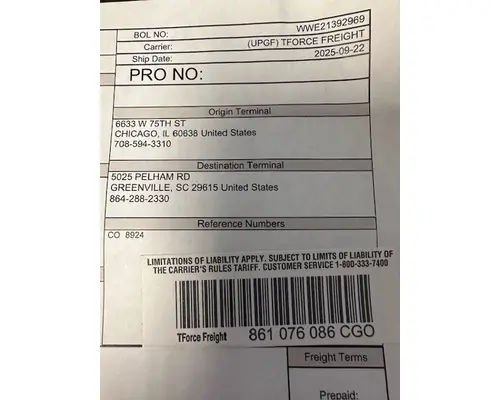 BOL NO: WWE21392969
Carrier: (UPGF) TFORCE FREIGHT
Ship Date: 2025-09-22
PRO NO:
Origin Terminal
6633 W 75TH ST
CHICAGO, IL 60638 United States
708-594-3310
Destination Terminal
5025 PELHAM RD
GREENVILLE, SC 29615 United States
864-288-2330
Reference Numbers
CO 8924
LIMITATIONS OF LIABILITY APPLY. SUBJECT TO LIMITS OF LIABILITY OF
THE CARRIER'S RULES TARIFF. CUSTOMER SERVICE 1-800-333-7400
TForce Freight 861 076 086 CGO
Freight Terms
Prepaid: